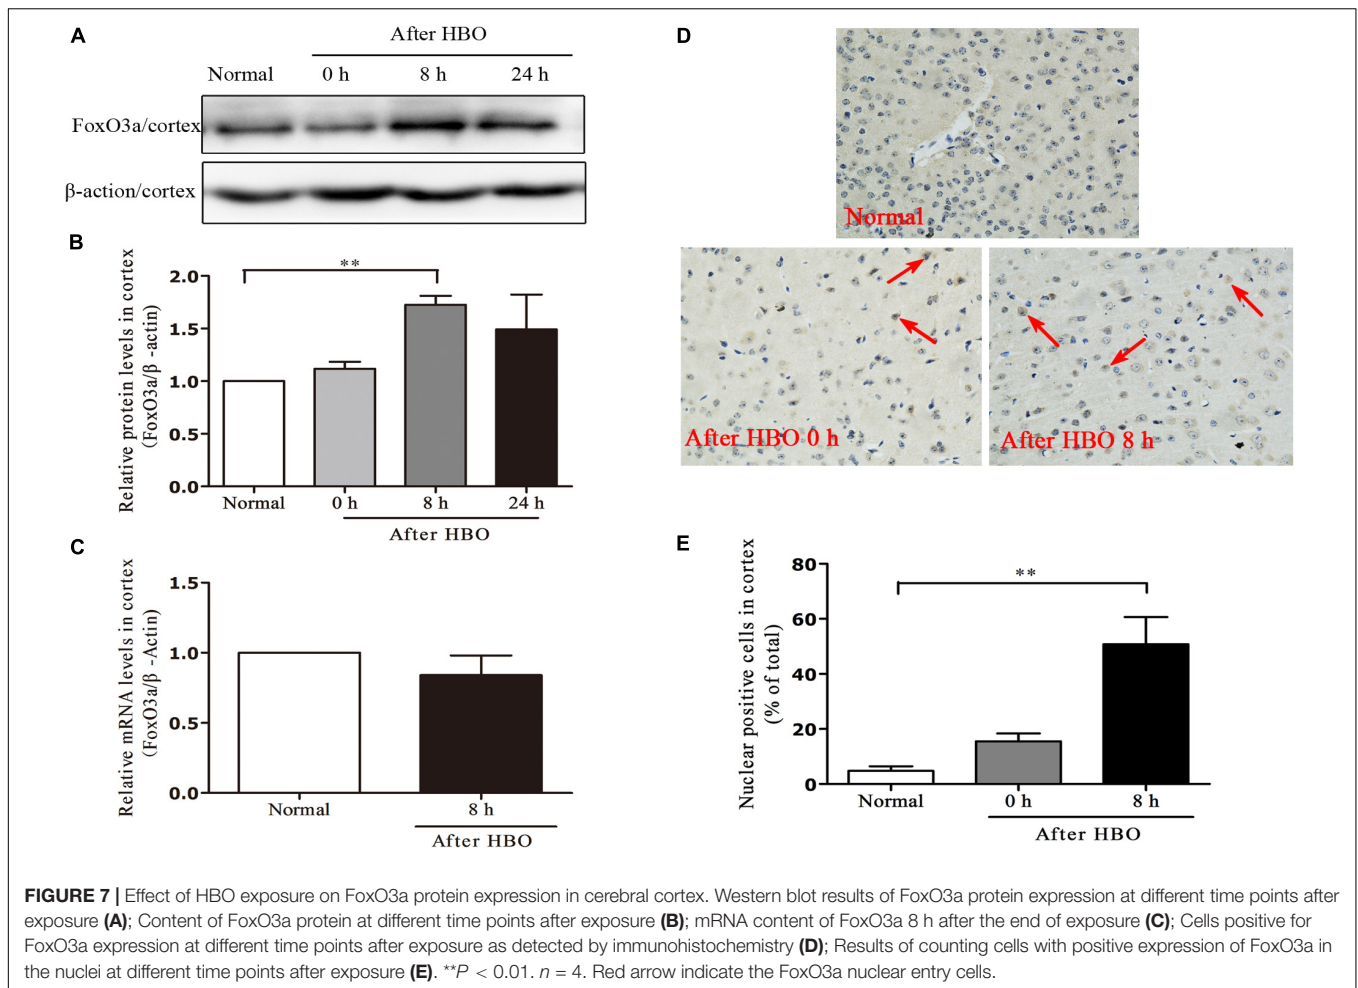 A
After HBO
Normal 0 h 8 h 24 h
FoxO3a/cortex
β-action/cortex
B
Relative protein levels in cortex
(FoxO3a/β -actin)
**
2.0
1.5
1.0
0.5
0.0
Normal 0 h 8 h 24 h
After HBO
C
Relative mRNA levels in cortex
(FoxO3a/β -Actin)
1.5
1.0
0.5
0.0
Normal 8 h
After HBO
D
Normal
After HBO 0 h
After HBO 8 h
E
Nuclear positive cells in cortex
(% of total)
**
80
60
40
20
0
Normal 0 h 8 h
After HBO
FIGURE 7 | Effect of HBO exposure on FoxO3a protein expression in cerebral cortex. Western blot results of FoxO3a protein expression at different time points after
exposure (A); Content of FoxO3a protein at different time points after exposure (B); mRNA content of FoxO3a 8 h after the end of exposure (C); Cells positive for
FoxO3a expression at different time points after exposure as detected by immunohistochemistry (D); Results of counting cells with positive expression of FoxO3a in
the nuclei at different time points after exposure (E). **P < 0.01. n = 4. Red arrow indicate the FoxO3a nuclear entry cells.